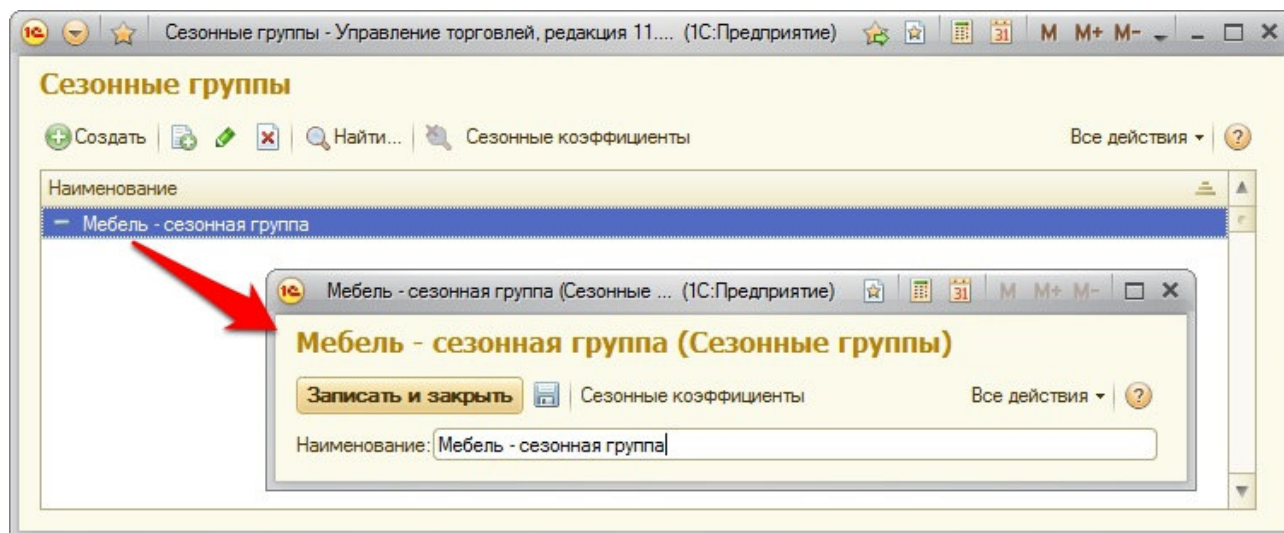 Сезонные группы - Управление торговлей, редакция 11.... (1С:Предприятие) 31 M M+ M-
Сезонные группы
Создать Найти... Сезонные коэффициенты Все действия ?
Наименование
Мебель - сезонная группа
Мебель - сезонная группа (Сезонные ... (1С:Предприятие) 31 M M+ M-
Мебель - сезонная группа (Сезонные группы)
Записать и закрыть Сезонные коэффициенты Все действия ?
Наименование: Мебель - сезонная группа